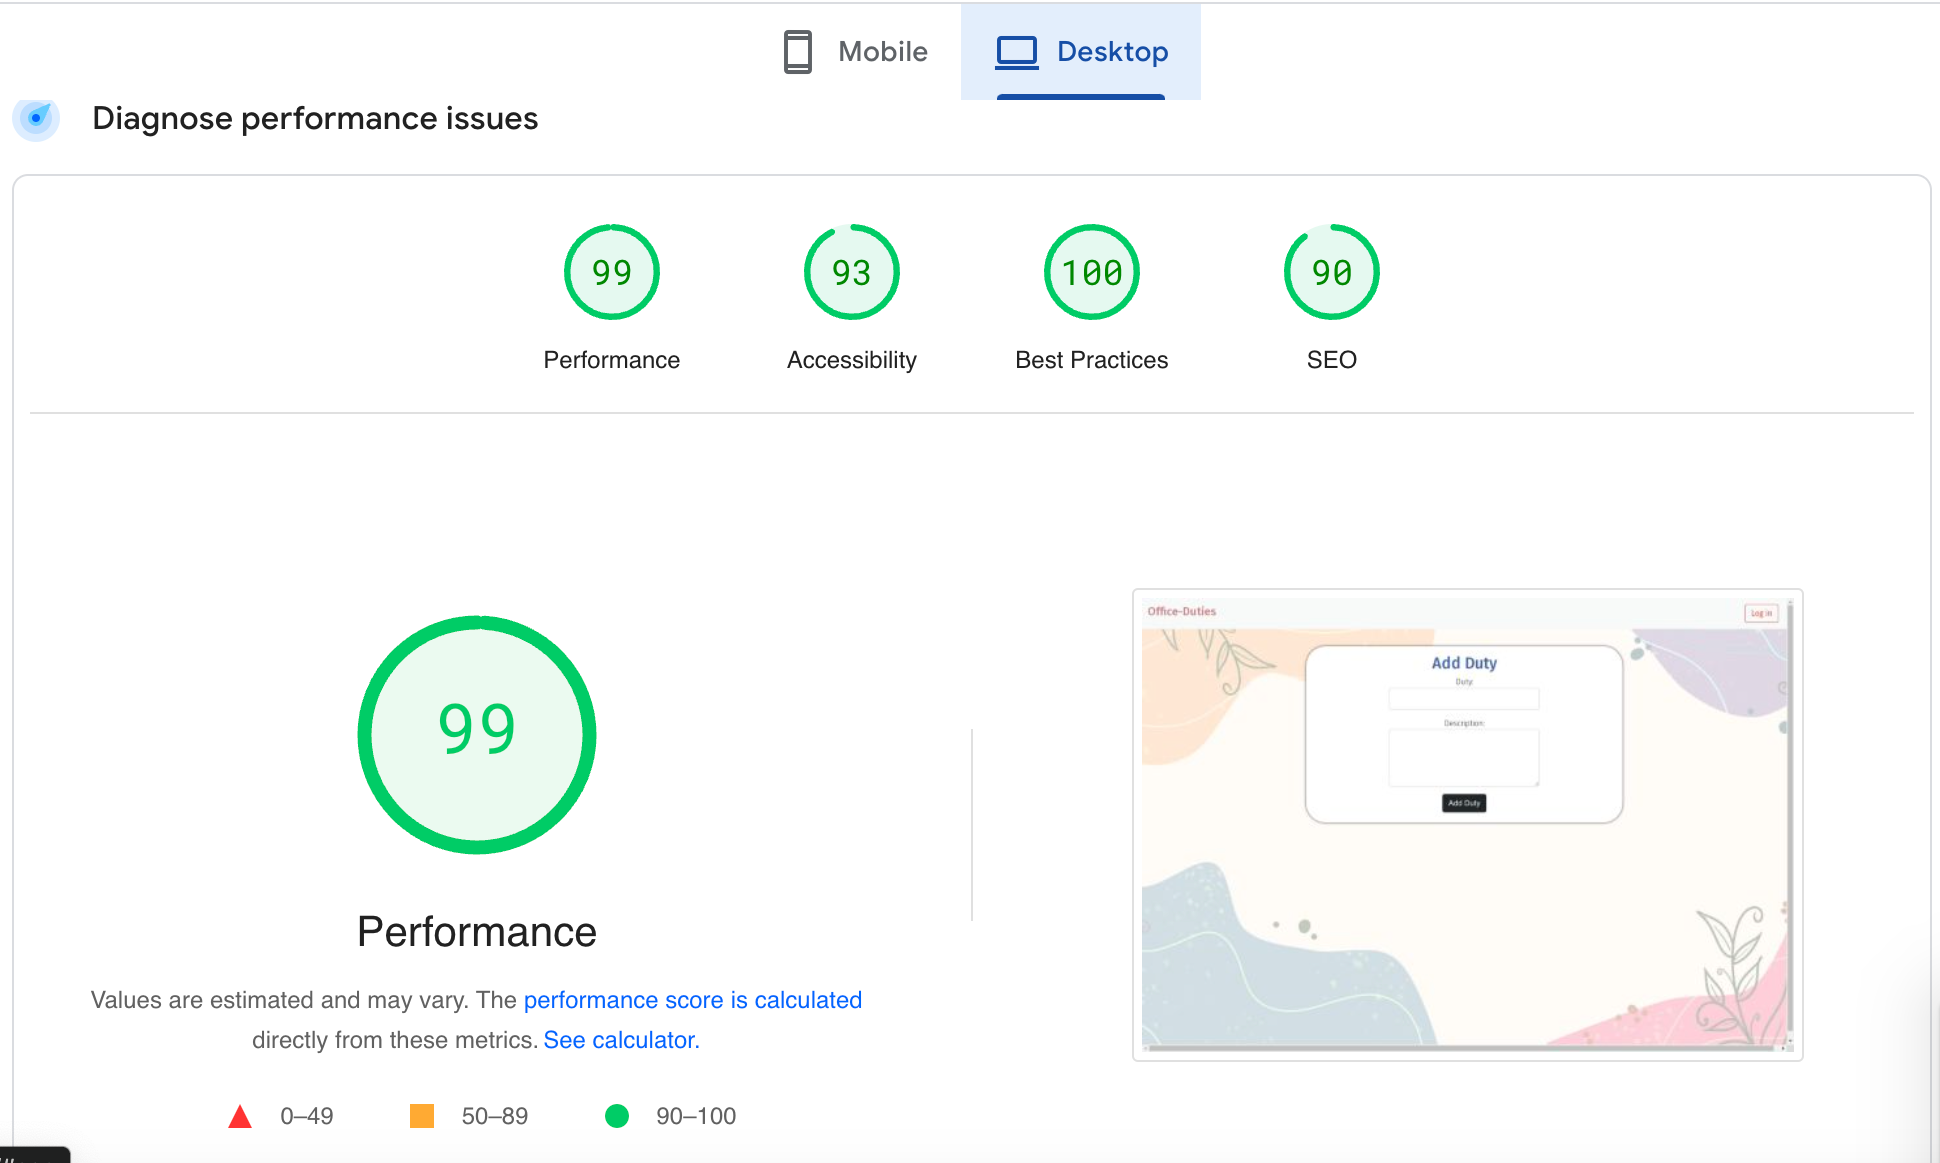 Mobile
Desktop
Diagnose performance issues
99
93
100
90
Performance
Accessibility
Best Practices
SEO
99
Performance
Values are estimated and may vary. The performance score is calculated
directly from these metrics. See calculator.
0–49
50–89
90–100
Office-Duties
Log in
Add Duty
Duty:
Description:
Add Duty